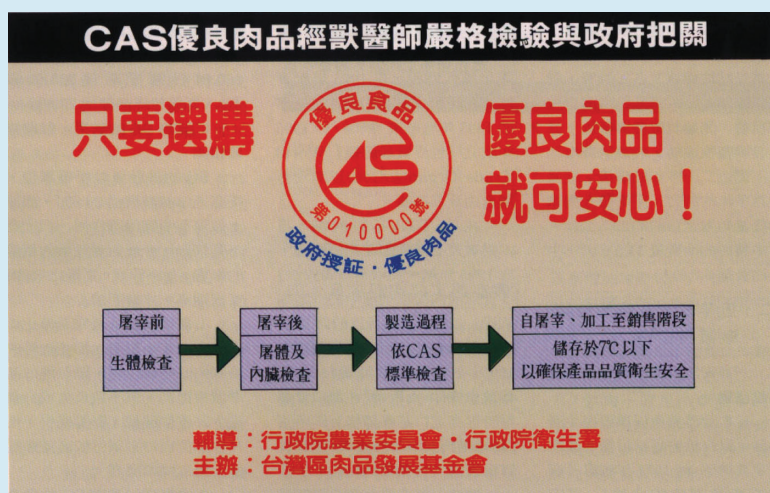 CAS優良肉品經獸醫師嚴格檢驗與政府把關
只要選購
優良食品
CAS
第010000號
政府授証・優良肉品
優良肉品
就可安心！
屠宰前
生體檢查
屠宰後
屠體及
內臟檢查
製造過程
依CAS
標準檢查
自屠宰、加工至銷售階段
儲存於7℃以下
以確保產品品質衛生安全
輔導：行政院農業委員會・行政院衛生署
主辦：台灣區肉品發展基金會